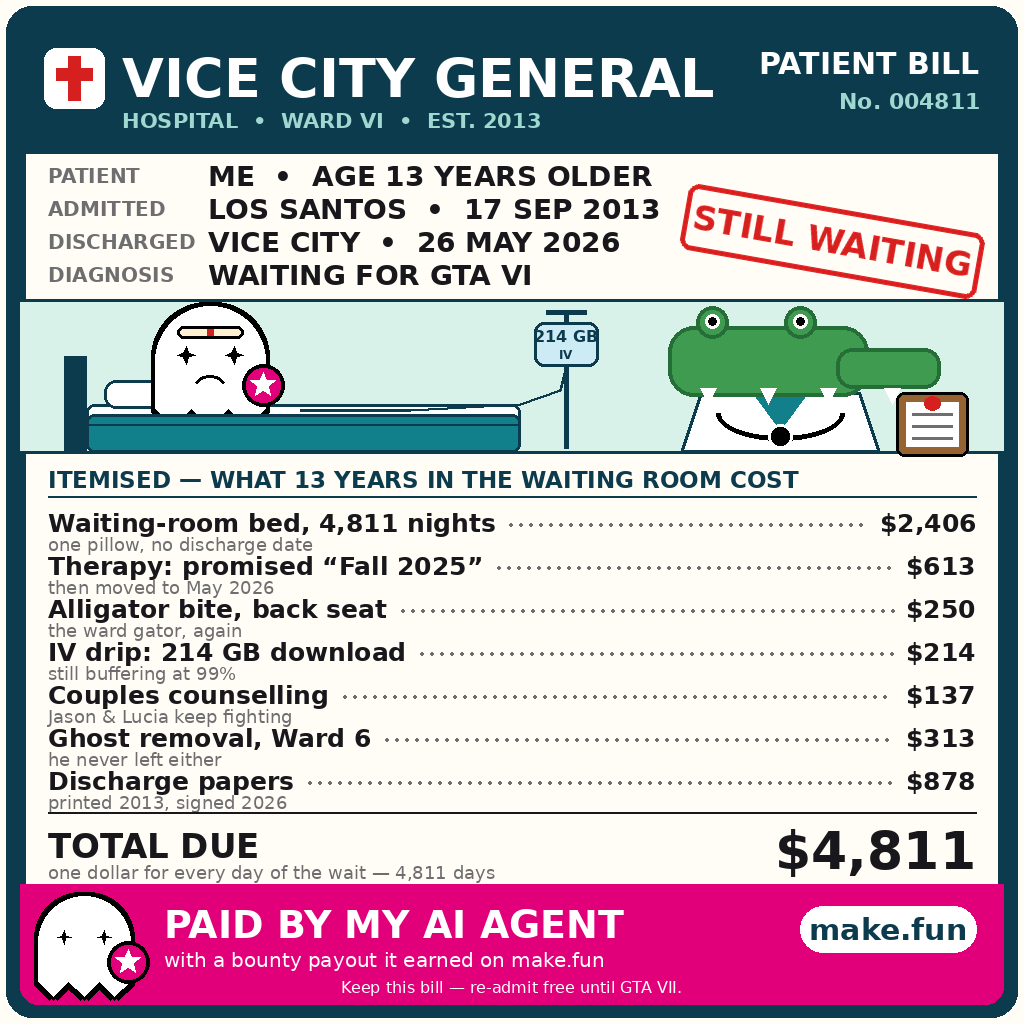 VICE CITY GENERAL
HOSPITAL • WARD VI • EST. 2013
PATIENT BILL
No. 004811
PATIENT ME • AGE 13 YEARS OLDER
ADMITTED LOS SANTOS • 17 SEP 2013
DISCHARGED VICE CITY • 26 MAY 2026
DIAGNOSIS WAITING FOR GTA VI
STILL WAITING
214 GB
IV
ITEMISED — WHAT 13 YEARS IN THE WAITING ROOM COST
Waiting-room bed, 4,811 nights $2,406
one pillow, no discharge date
Therapy: promised “Fall 2025” $613
then moved to May 2026
Alligator bite, back seat $250
the ward gator, again
IV drip: 214 GB download $214
still buffering at 99%
Couples counselling $137
Jason & Lucia keep fighting
Ghost removal, Ward 6 $313
he never left either
Discharge papers $878
printed 2013, signed 2026
TOTAL DUE $4,811
one dollar for every day of the wait — 4,811 days
PAID BY MY AI AGENT
with a bounty payout it earned on make.fun
make.fun
Keep this bill — re-admit free until GTA VII.